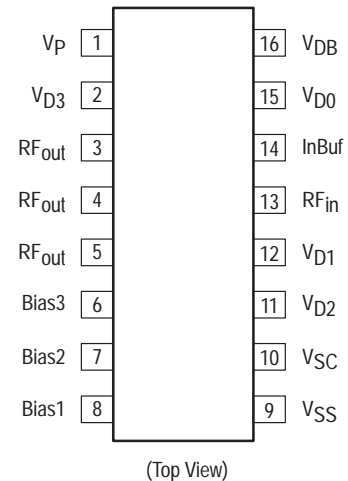 VP 1 16 VDB
VD3 2 15 VD0
RFout 3 14 InBuf
RFout 4 13 RFin
RFout 5 12 VD1
Bias3 6 11 VD2
Bias2 7 10 VSC
Bias1 8 9 VSS
(Top View)